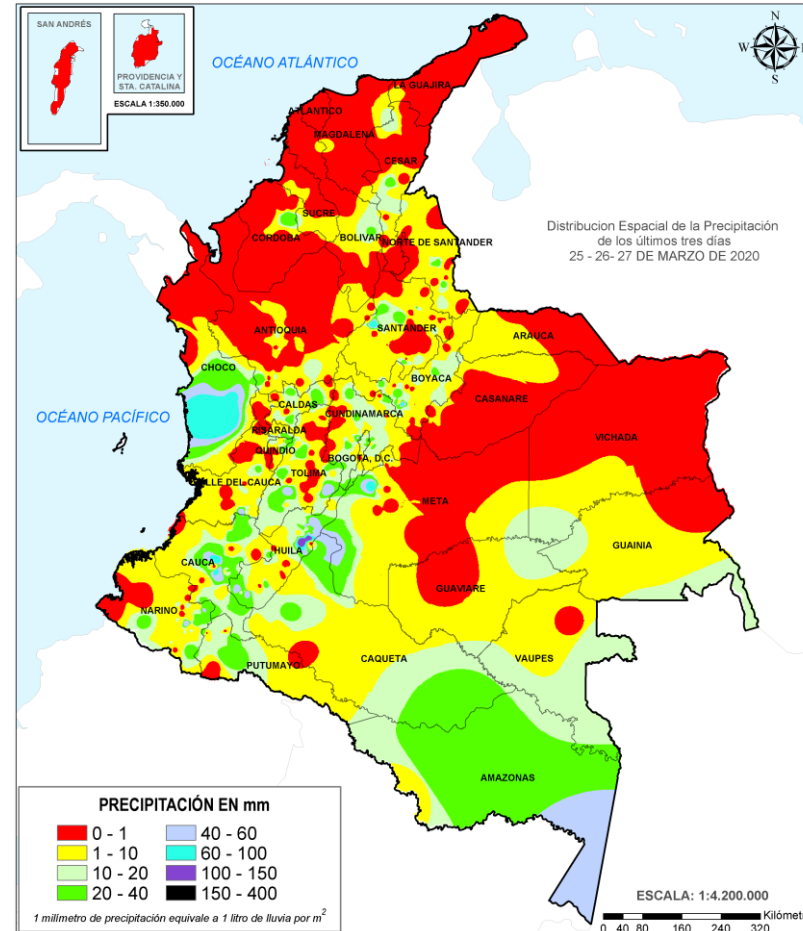 SAN ANDRÉS
PROVIDENCIA Y
STA. CATALINA
ESCALA 1:350.000
OCÉANO ATLÁNTICO
N
W E
S
LA GUAJIRA
ATLANTICO
MAGDALENA
CESAR
SUCRE
CORDOBA
BOLIVAR
NORTE DE SANTANDER
Distribucion Espacial de la Precipitación
de los últimos tres días
25 - 26- 27 DE MARZO DE 2020
ANTIOQUIA
SANTANDER
ARAUCA
CHOCO
BOYACA
CASANARE
OCÉANO PACÍFICO
CALDAS
CUNDINAMARCA
RISARALDA
VICHADA
QUINDIO
BOGOTA, D.C.
TOLIMA
VALLE DEL CAUCA
META
GUAINIA
HUILA
CAUCA
GUAVIARE
NARINO
CAQUETA
VAUPES
PUTUMAYO
AMAZONAS
PRECIPITACIÓN EN mm
0 - 1
1 - 10
10 - 20
20 - 40
40 - 60
60 - 100
100 - 150
150 - 400
1 milímetro de precipitación equivale a 1 litro de lluvia por m²
ESCALA: 1:4.200.000
Kilómetr
0 40 80 160 240 320